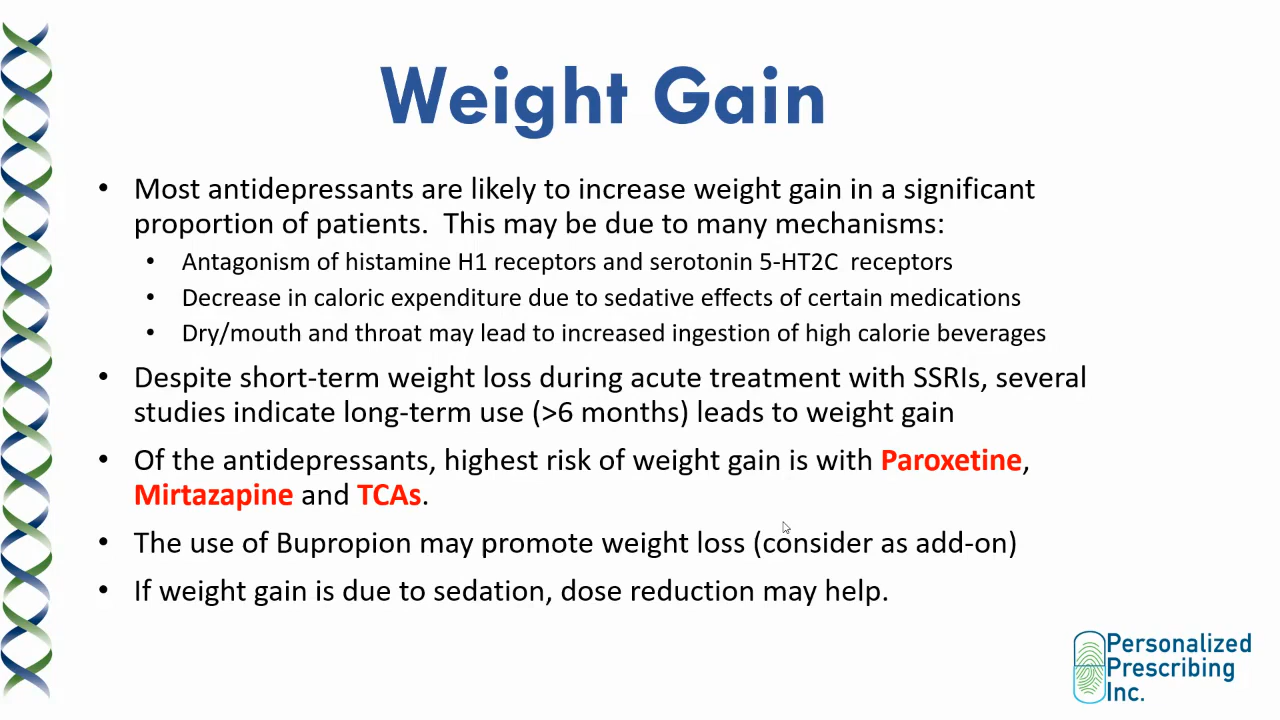 Weight Gain
• Most antidepressants are likely to increase weight gain in a significant
proportion of patients.  This may be due to many mechanisms:
• Antagonism of histamine H1 receptors and serotonin 5-HT2C  receptors
• Decrease in caloric expenditure due to sedative effects of certain medications
• Dry/mouth and throat may lead to increased ingestion of high calorie beverages
• Despite short-term weight loss during acute treatment with SSRIs, several
studies indicate long-term use (>6 months) leads to weight gain
• Of the antidepressants, highest risk of weight gain is with Paroxetine,
Mirtazapine and TCAs.
• The use of Bupropion may promote weight loss (consider as add-on)
• If weight gain is due to sedation, dose reduction may help.
Personalized
Prescribing
Inc.